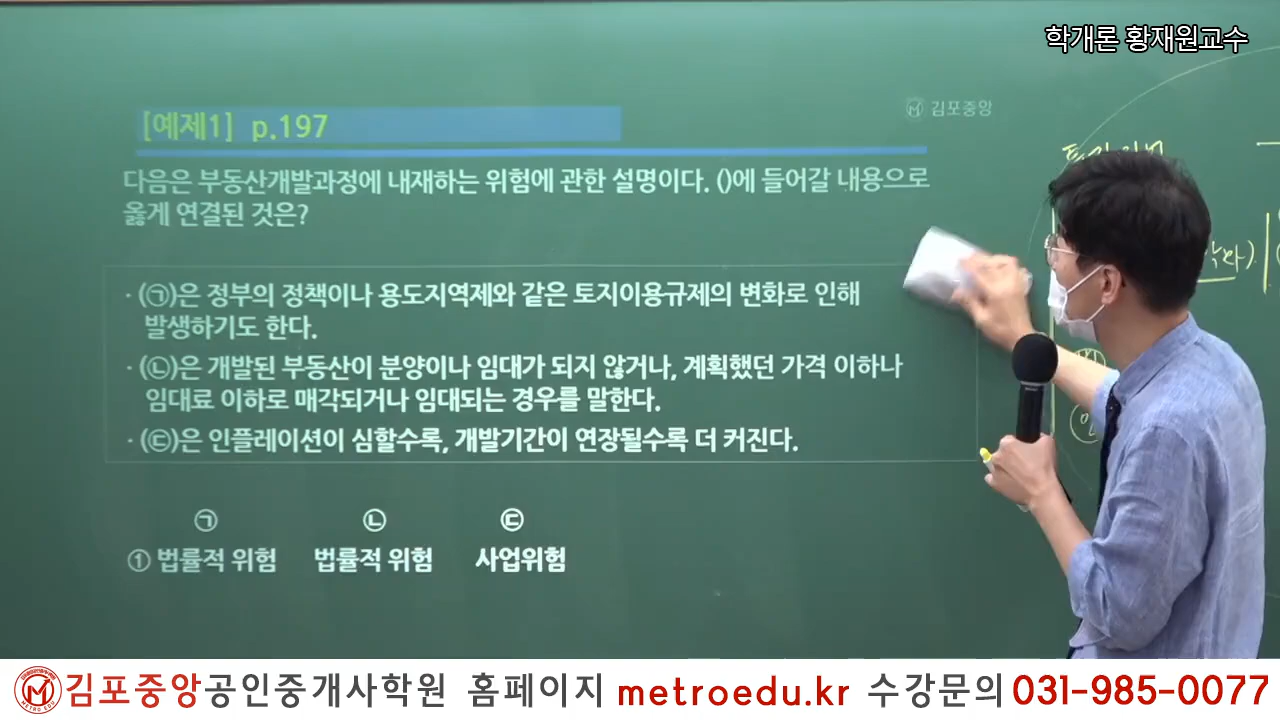 학개론 황재원교수
김포중앙
[예제1] p.197
다음은 부동산개발과정에 내재하는 위험에 관한 설명이다. ()에 들어갈 내용으로
옳게 연결된 것은?
· (㉠)은 정부의 정책이나 용도지역제와 같은 토지이용규제의 변화로 인해
발생하기도 한다.
· (㉡)은 개발된 부동산이 분양이나 임대가 되지 않거나, 계획했던 가격 이하나
임대료 이하로 매각되거나 임대되는 경우를 말한다.
· (㉢)은 인플레이션이 심할수록, 개발기간이 연장될수록 더 커진다.
㉠ ㉡ ㉢
① 법률적 위험 법률적 위험 사업위험
김포중앙공인중개사학원 홈페이지 metroedu.kr 수강문의 031-985-0077